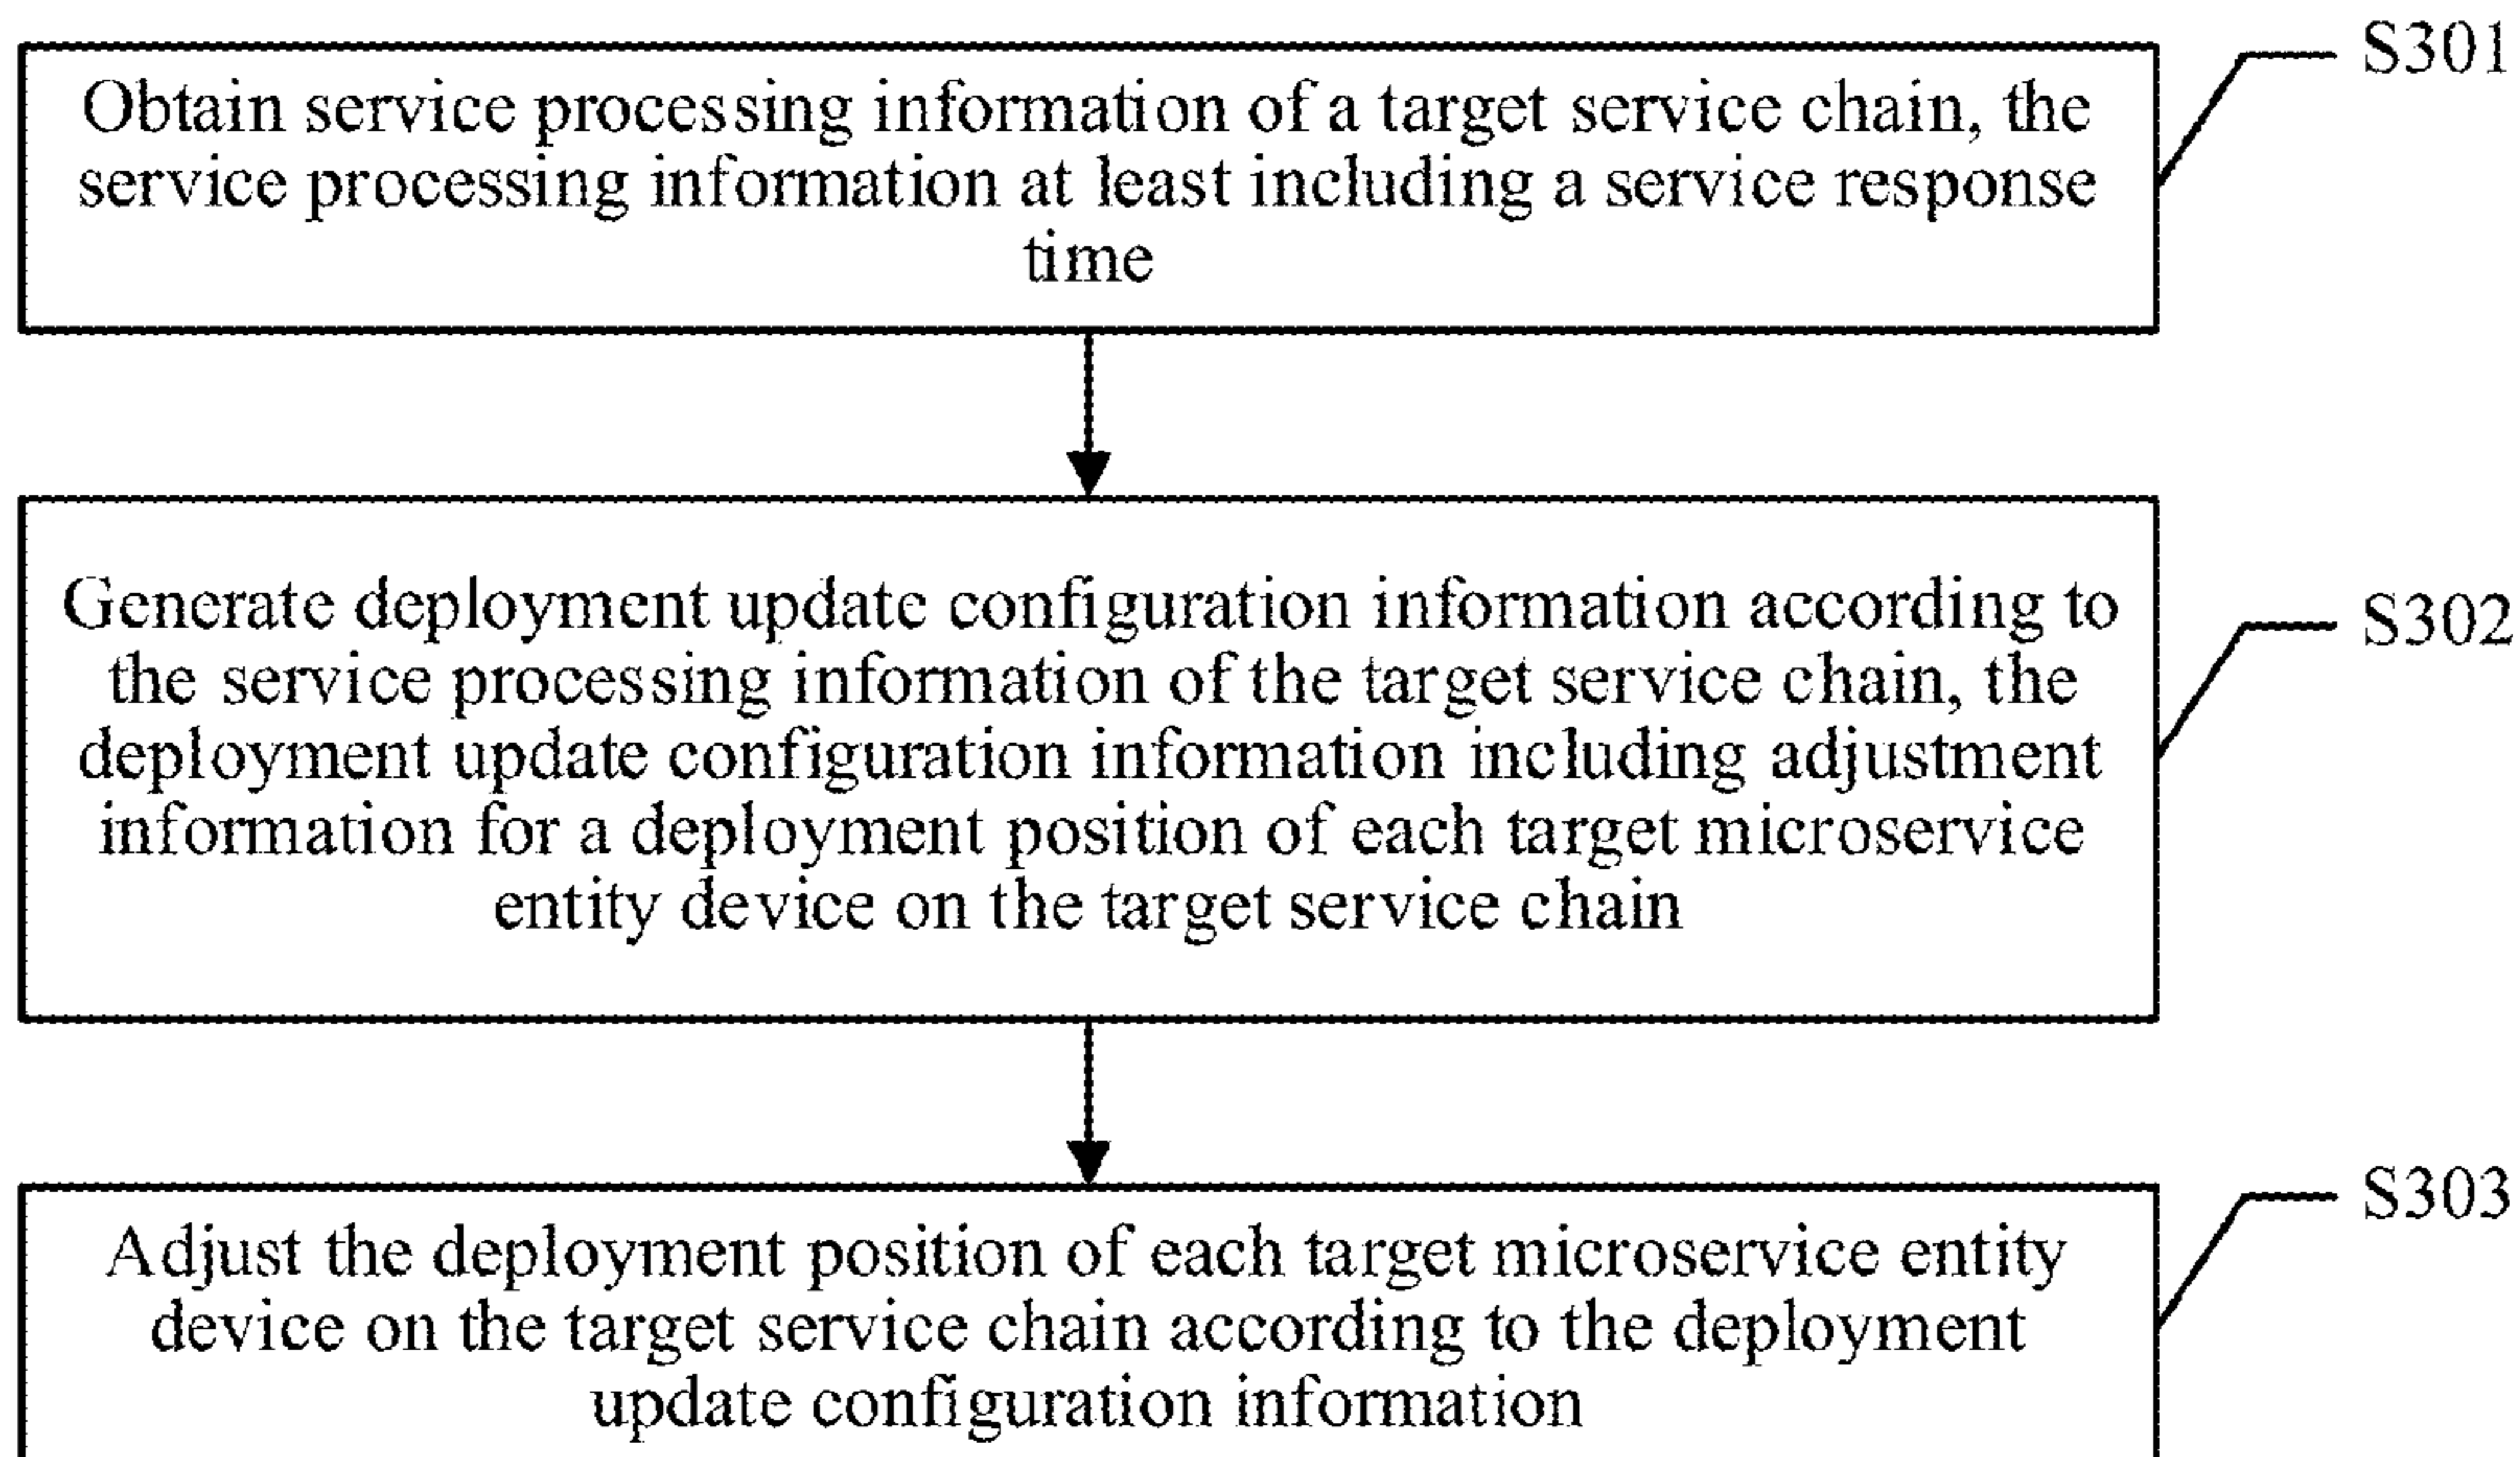 S301
Obtain service processing information of a target service chain, the
service processing information at least including a service response
time
S302
Generate deployment update configuration information according to
the service processing information of the target service chain, the
deployment update configuration information including adjustment
information for a deployment position of each target microservice
entity device on the target service chain
S303
Adjust the deployment position of each target microservice entity
device on the target service chain according to the deployment
update configuration information